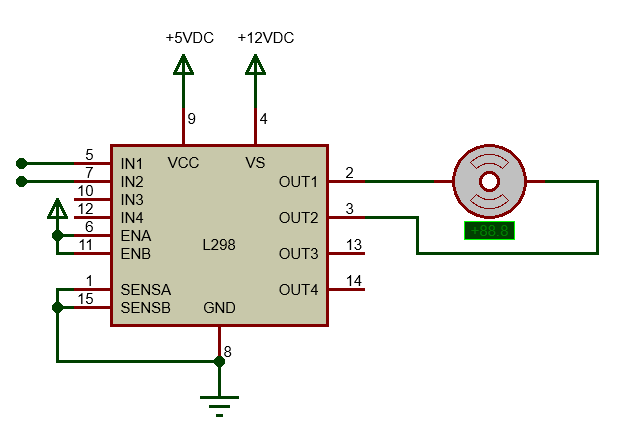 +5VDC +12VDC
9 4
VCC VS
5 IN1
7 IN2 OUT1 2
10 IN3
12 IN4 OUT2 3
6 ENA
L298
11 ENB OUT3 13
1 SENSA OUT4 14
15 SENSB GND
8
+88.8